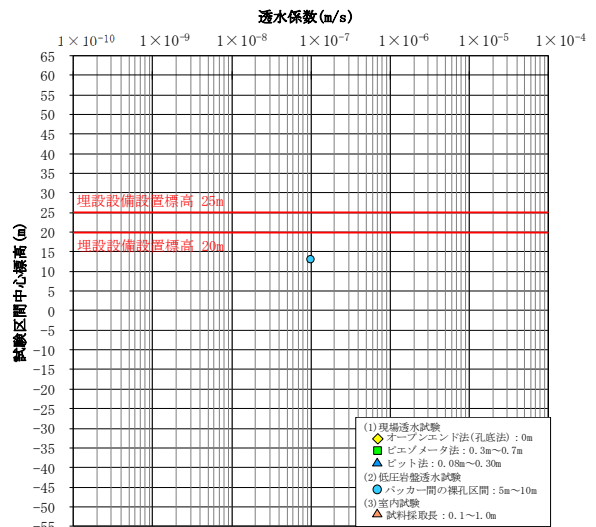 透水係数(m/s)
1×10⁻¹⁰ 1×10⁻⁹ 1×10⁻⁸ 1×10⁻⁷ 1×10⁻⁶ 1×10⁻⁵ 1×10⁻⁴
試験区間中心標高(m)
65
60
55
50
45
40
35
30
埋設設備設置標高 25m
25
20
埋設設備設置標高 20m
15
10
5
0
-5
-10
-15
-20
-25
-30
-35
-40
-45
-50
-55
(1)現場透水試験
オープンエンド法(孔底法):0m
ピエゾメータ法:0.3m～0.7m
ピット法:0.08m～0.30m
(2)低圧岩盤透水試験
パッカー間の裸孔区間:5m～10m
(3)室内試験
試料採取長:0.1～1.0m